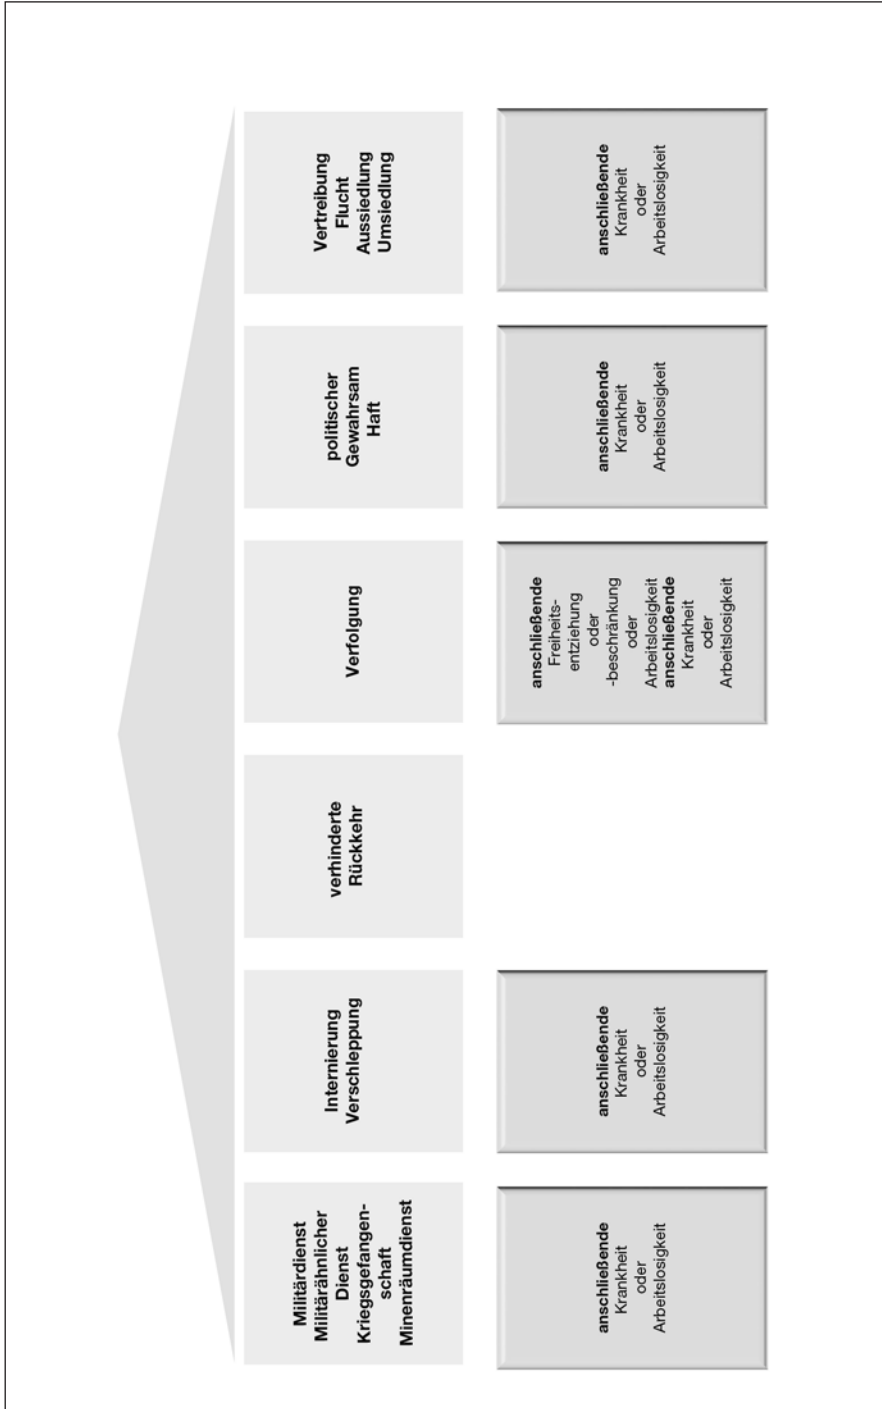 Militärdienst
Militärähnlicher
Dienst
Kriegsgefangen-
schaft
Minenräumdienst
Internierung
Verschleppung
verhinderte
Rückkehr
Verfolgung
politischer
Gewahrsam
Haft
Vertreibung
Flucht
Aussiedlung
Umsiedlung
anschließende
Krankheit
oder
Arbeitslosigkeit
anschließende
Krankheit
oder
Arbeitslosigkeit
anschließende
Freiheits-
entziehung
oder
-beschränkung
oder
Arbeitslosigkeit
anschließende
Krankheit
oder
Arbeitslosigkeit
anschließende
Krankheit
oder
Arbeitslosigkeit
anschließende
Krankheit
oder
Arbeitslosigkeit